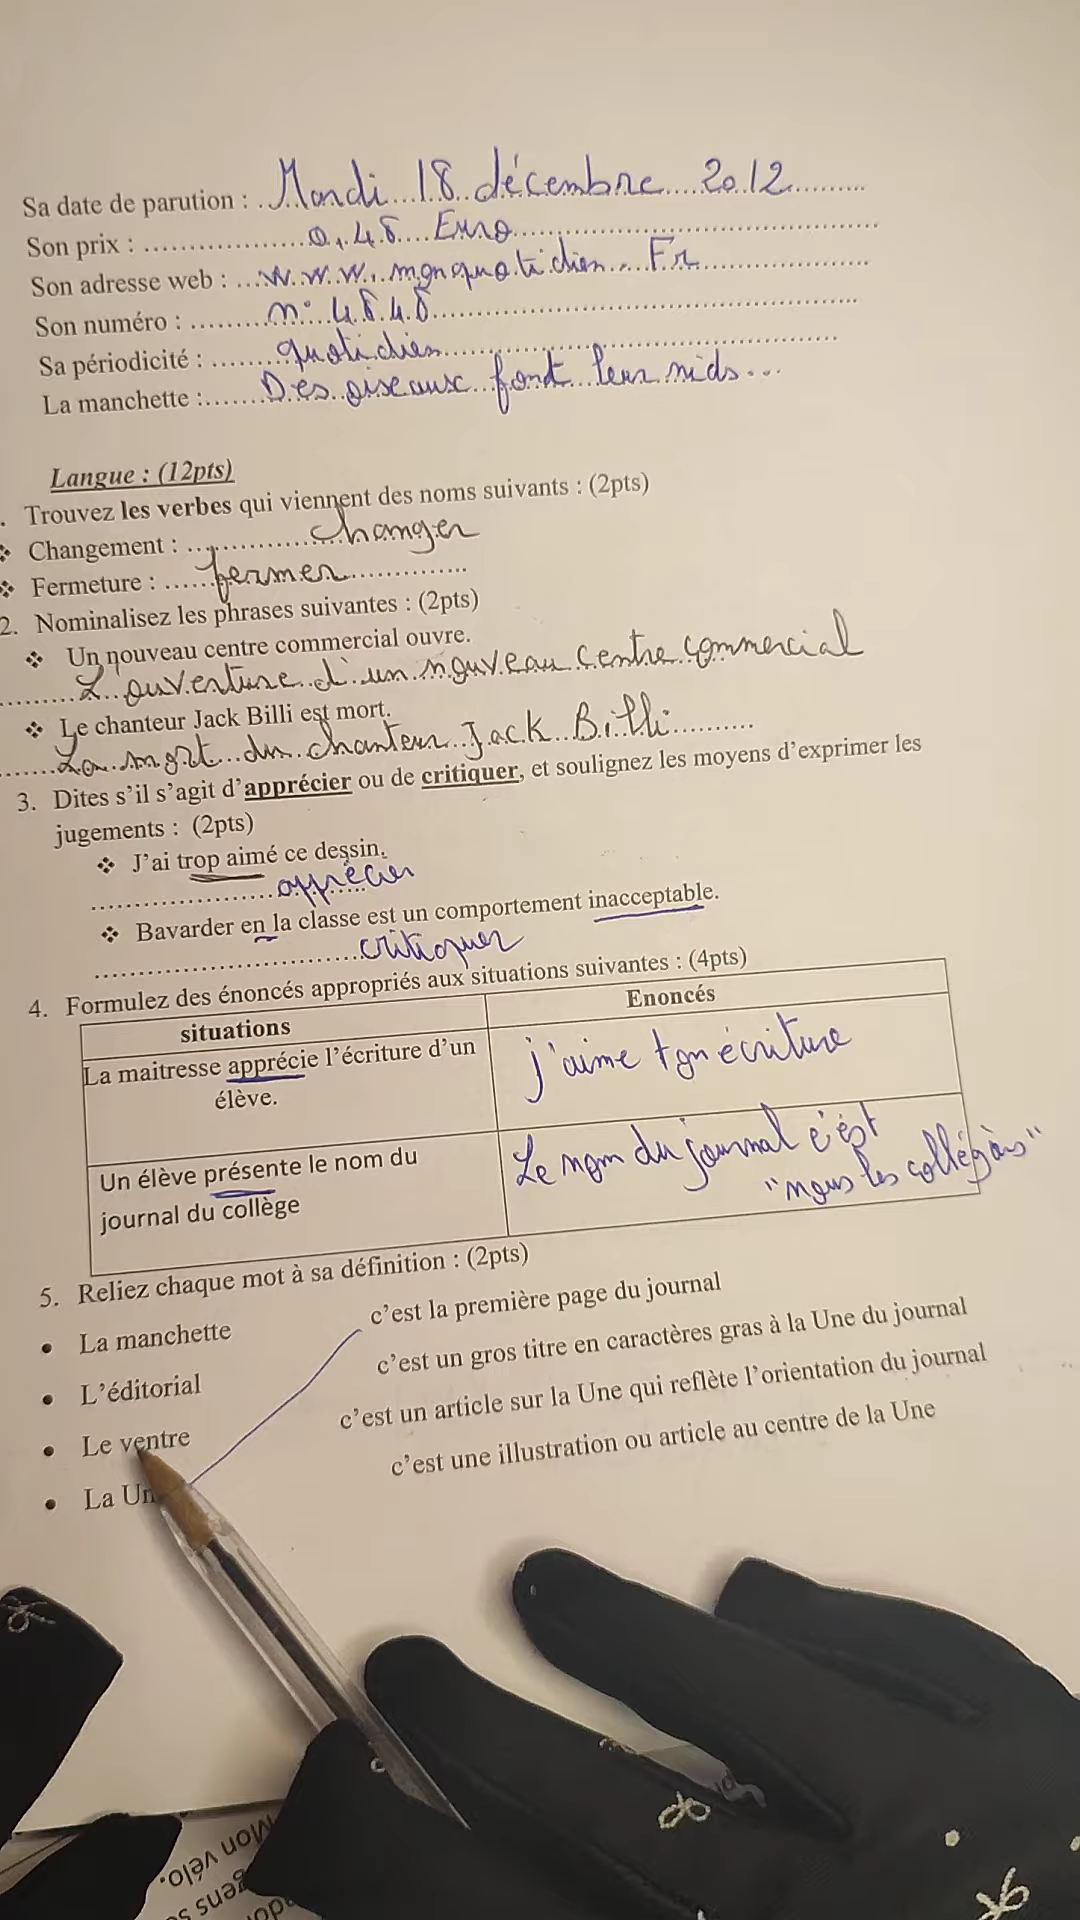 Sa date de parution : Mardi 18 décembre 2012
Son prix : 0,48 Euro
Son adresse web : www.monquotidien.Fr
Son numéro : n° 4848
Sa périodicité : quotidien
La manchette : Des oiseaux font leur nids...
Langue : (12pts)
. Trouvez les verbes qui viennent des noms suivants : (2pts)
❖ Changement : changer
❖ Fermeture : fermer
2. Nominalisez les phrases suivantes : (2pts)
❖ Un nouveau centre commercial ouvre.
L'ouverture d'un nouveau centre commercial
❖ Le chanteur Jack Billi est mort.
La mort du chanteur Jack Billi
3. Dites s'il s'agit d'apprécier ou de critiquer, et soulignez les moyens d'exprimer les
jugements : (2pts)
❖ J'ai trop aimé ce dessin.
apprécier
❖ Bavarder en la classe est un comportement inacceptable.
critiquer
4. Formulez des énoncés appropriés aux situations suivantes : (4pts)
situations Enoncés
La maitresse apprécie l'écriture d'un
élève.
j'aime ton écriture
Un élève présente le nom du
journal du collège
Le nom du journal c'est
"nous les collégiens"
5. Reliez chaque mot à sa définition : (2pts)
• La manchette c'est la première page du journal
• L'éditorial c'est un gros titre en caractères gras à la Une du journal
• Le ventre c'est un article sur la Une qui reflète l'orientation du journal
• La Un c'est une illustration ou article au centre de la Une
Mon vélo.